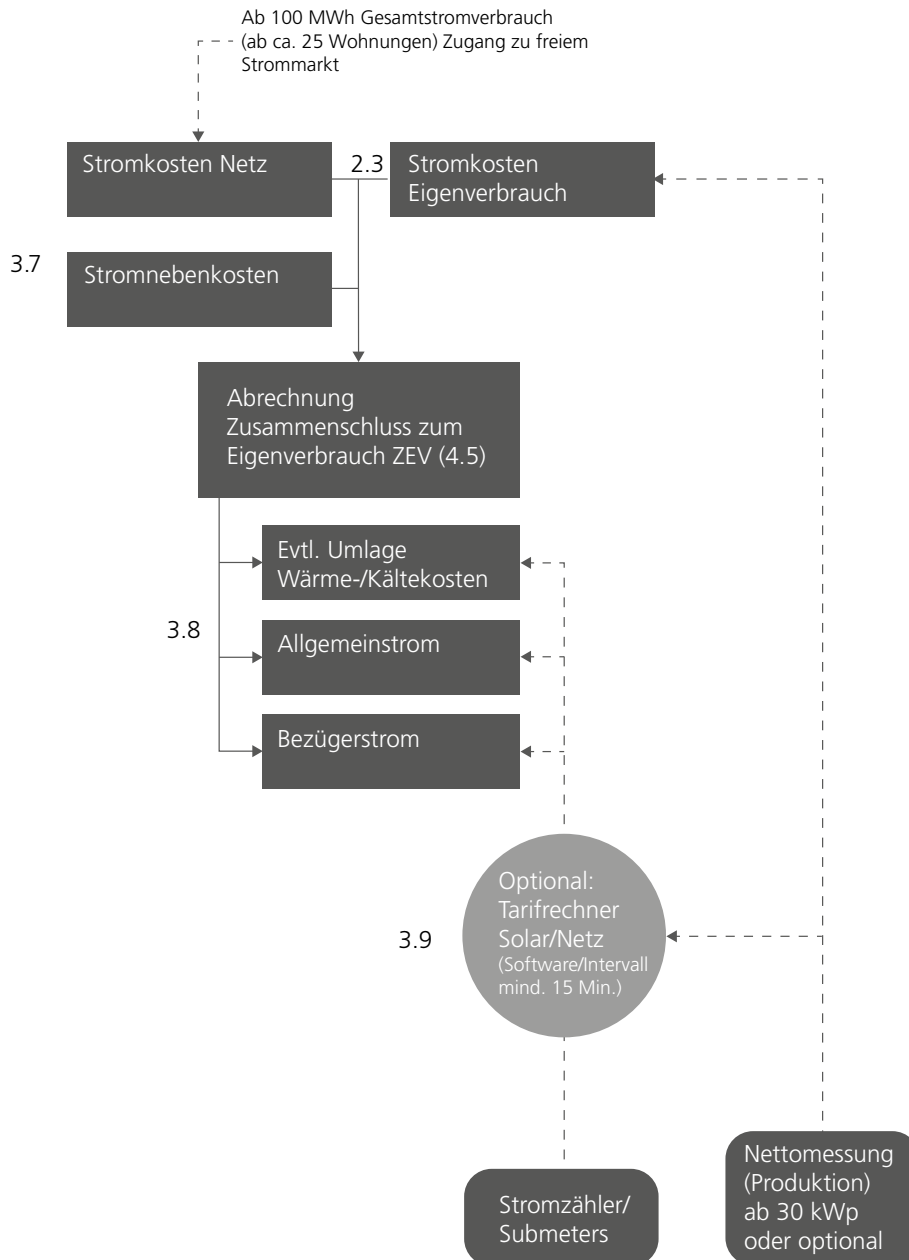 Ab 100 MWh Gesamtstromverbrauch
(ab ca. 25 Wohnungen) Zugang zu freiem
Strommarkt
Stromkosten Netz
2.3
Stromkosten
Eigenverbrauch
3.7
Stromnebenkosten
Abrechnung
Zusammenschluss zum
Eigenverbrauch ZEV (4.5)
Evtl. Umlage
Wärme-/Kältekosten
3.8
Allgemeinstrom
Bezügerstrom
Optional:
Tarifrechner
Solar/Netz
(Software/Intervall
mind. 15 Min.)
3.9
Stromzähler/
Submeters
Nettomessung
(Produktion)
ab 30 kWp
oder optional